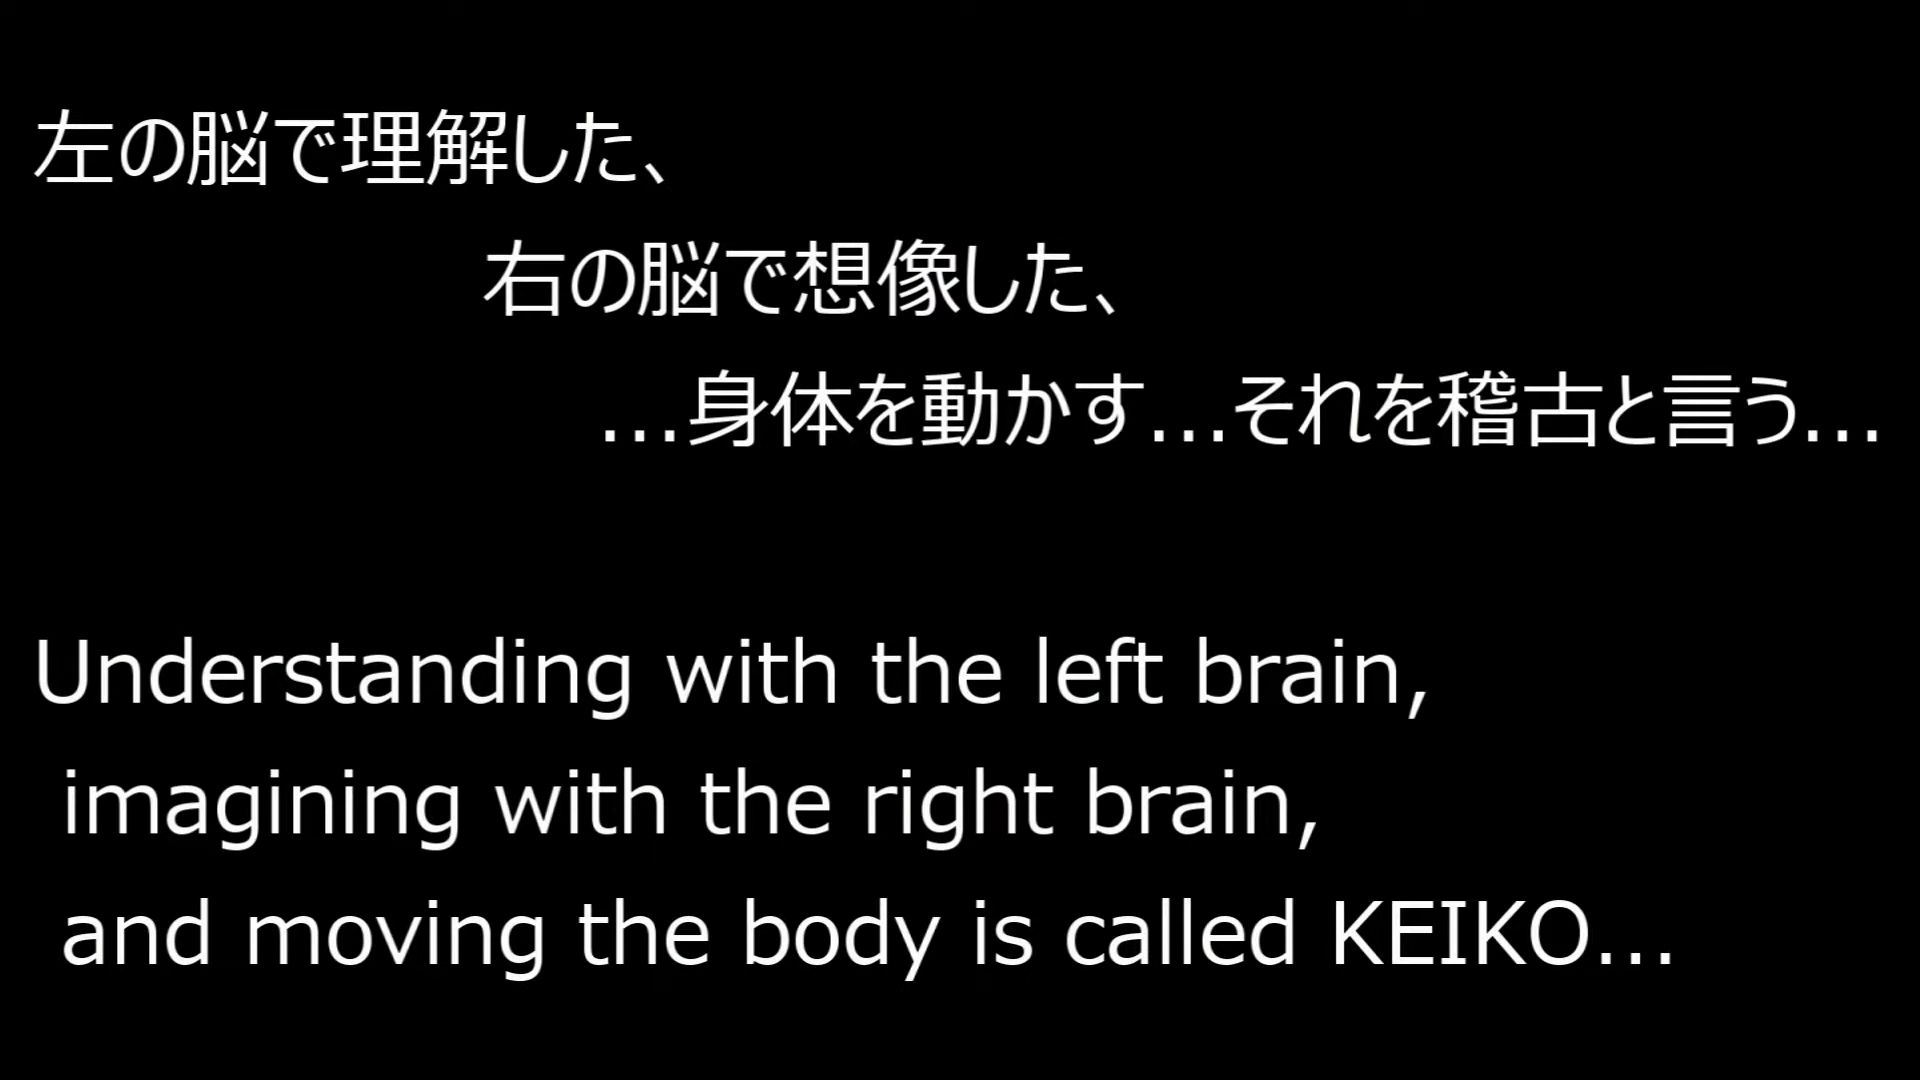 左の脳で理解した、
右の脳で想像した、
...身体を動かす...それを稽古と言う...
Understanding with the left brain,
imagining with the right brain,
and moving the body is called KEIKO...